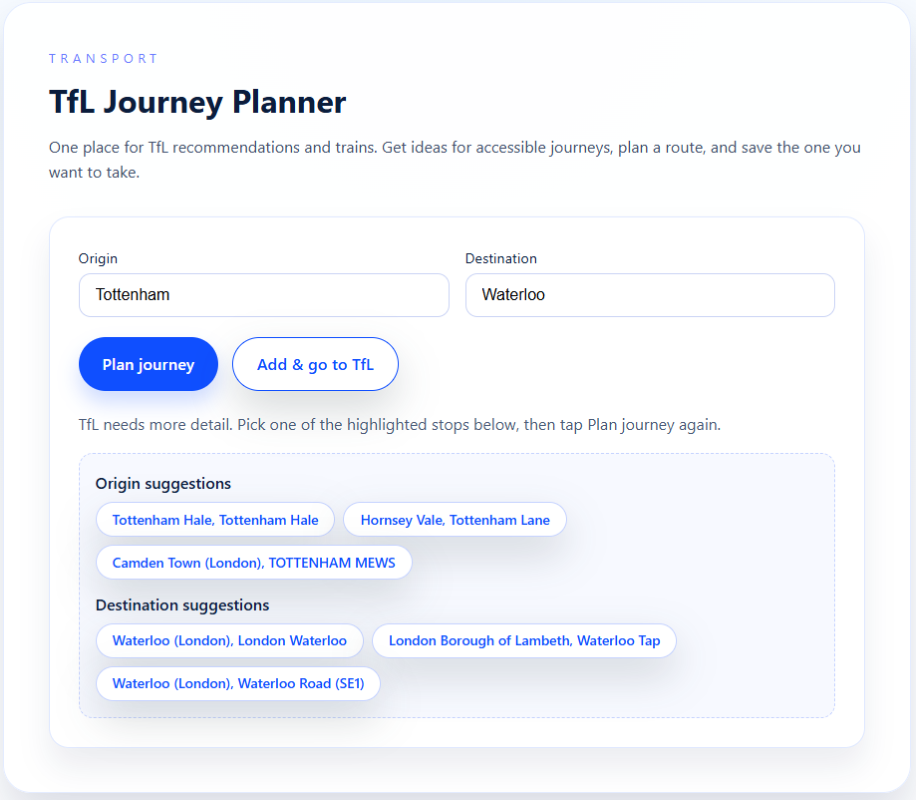 TRANSPORT
TfL Journey Planner
One place for TfL recommendations and trains. Get ideas for accessible journeys, plan a route, and save the one you
want to take.
Origin
Destination
Tottenham
Waterloo
Plan journey
Add & go to TfL
TfL needs more detail. Pick one of the highlighted stops below, then tap Plan journey again.
Origin suggestions
Tottenham Hale, Tottenham Hale
Hornsey Vale, Tottenham Lane
Camden Town (London), TOTTENHAM MEWS
Destination suggestions
Waterloo (London), London Waterloo
London Borough of Lambeth, Waterloo Tap
Waterloo (London), Waterloo Road (SE1)